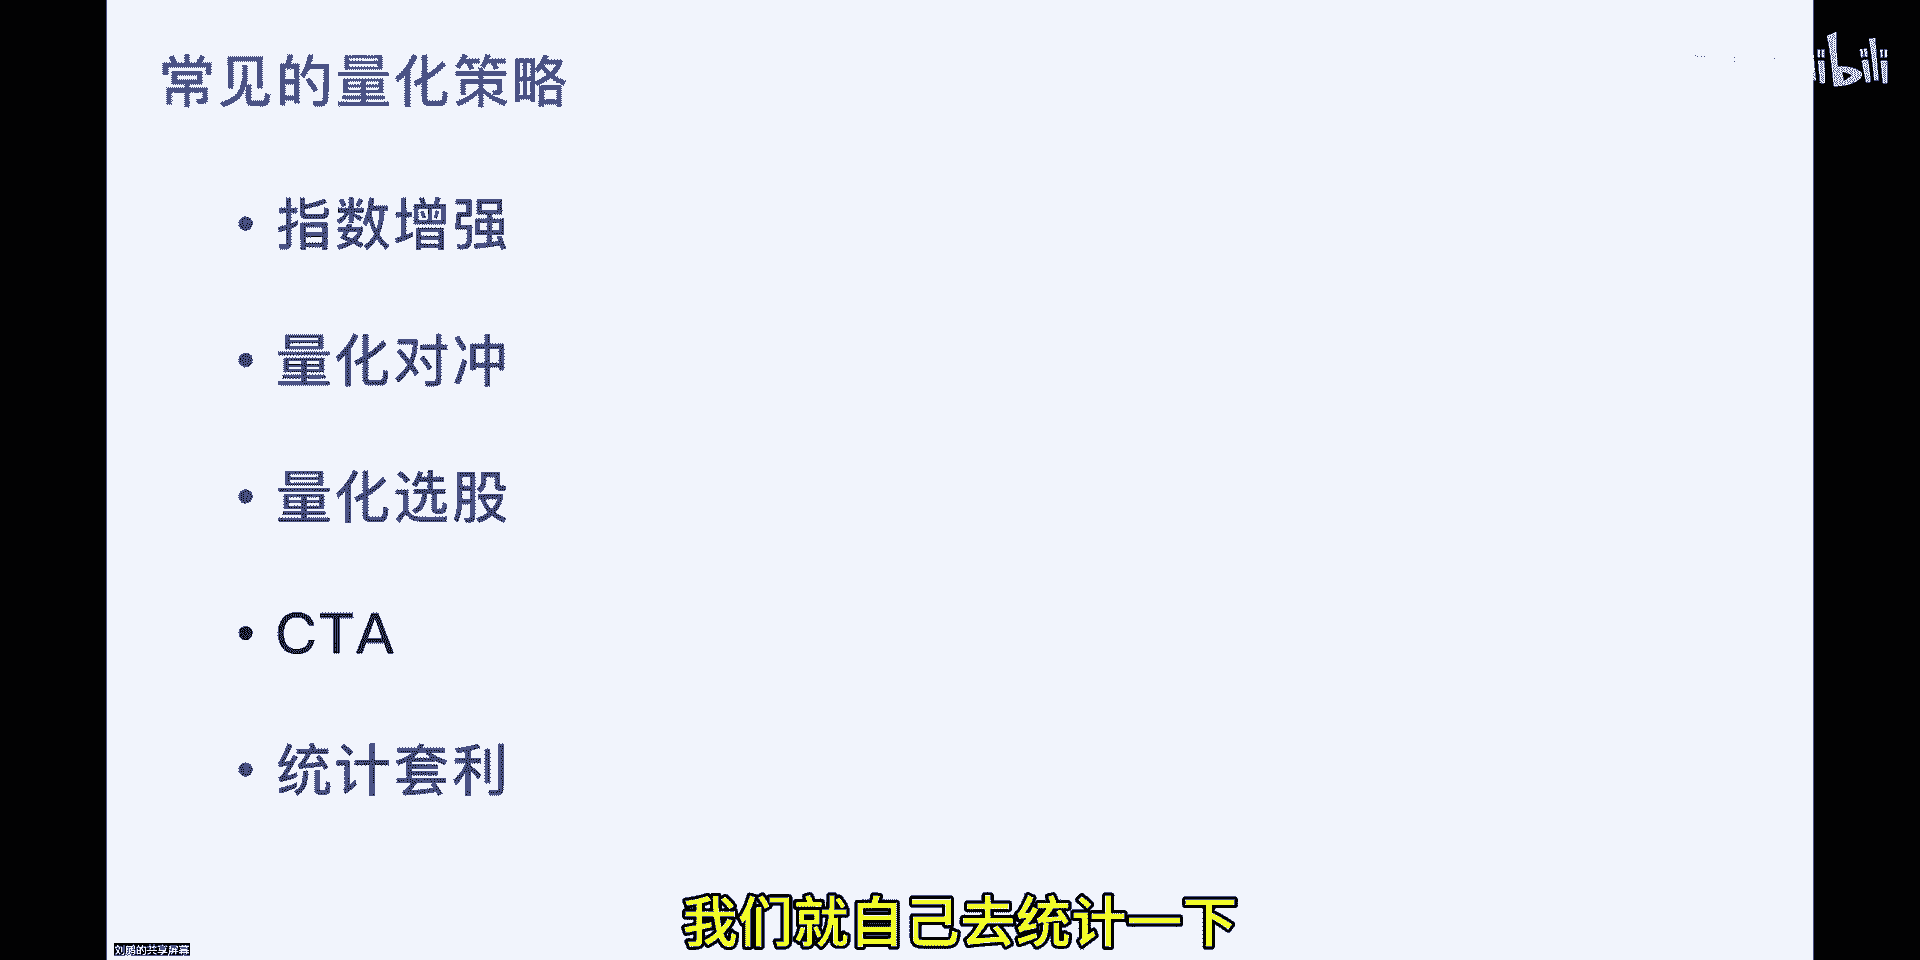 常见的量化策略
ibili
• 指数增强
• 量化对冲
• 量化选股
• CTA
• 统计套利
我们就自己去统计一下
刘鹏的共享屏幕